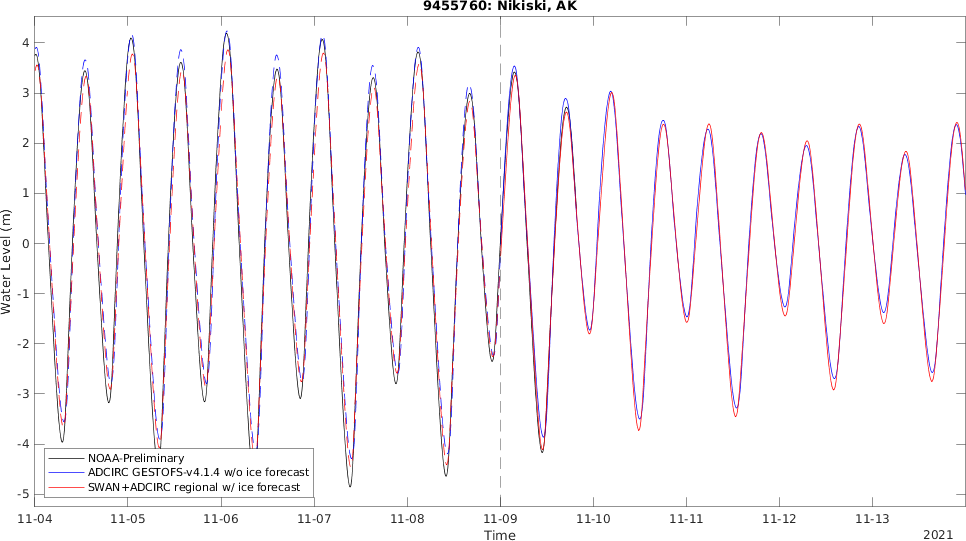 9455760: Nikiski, AK
Water Level (m)
4
3
2
1
0
-1
-2
-3
-4
-5
NOAA-Preliminary
ADCIRC GESTOFS-v4.1.4 w/o ice forecast
SWAN+ADCIRC regional w/ ice forecast
11-04 11-05 11-06 11-07 11-08 11-09 11-10 11-11 11-12 11-13
Time
2021